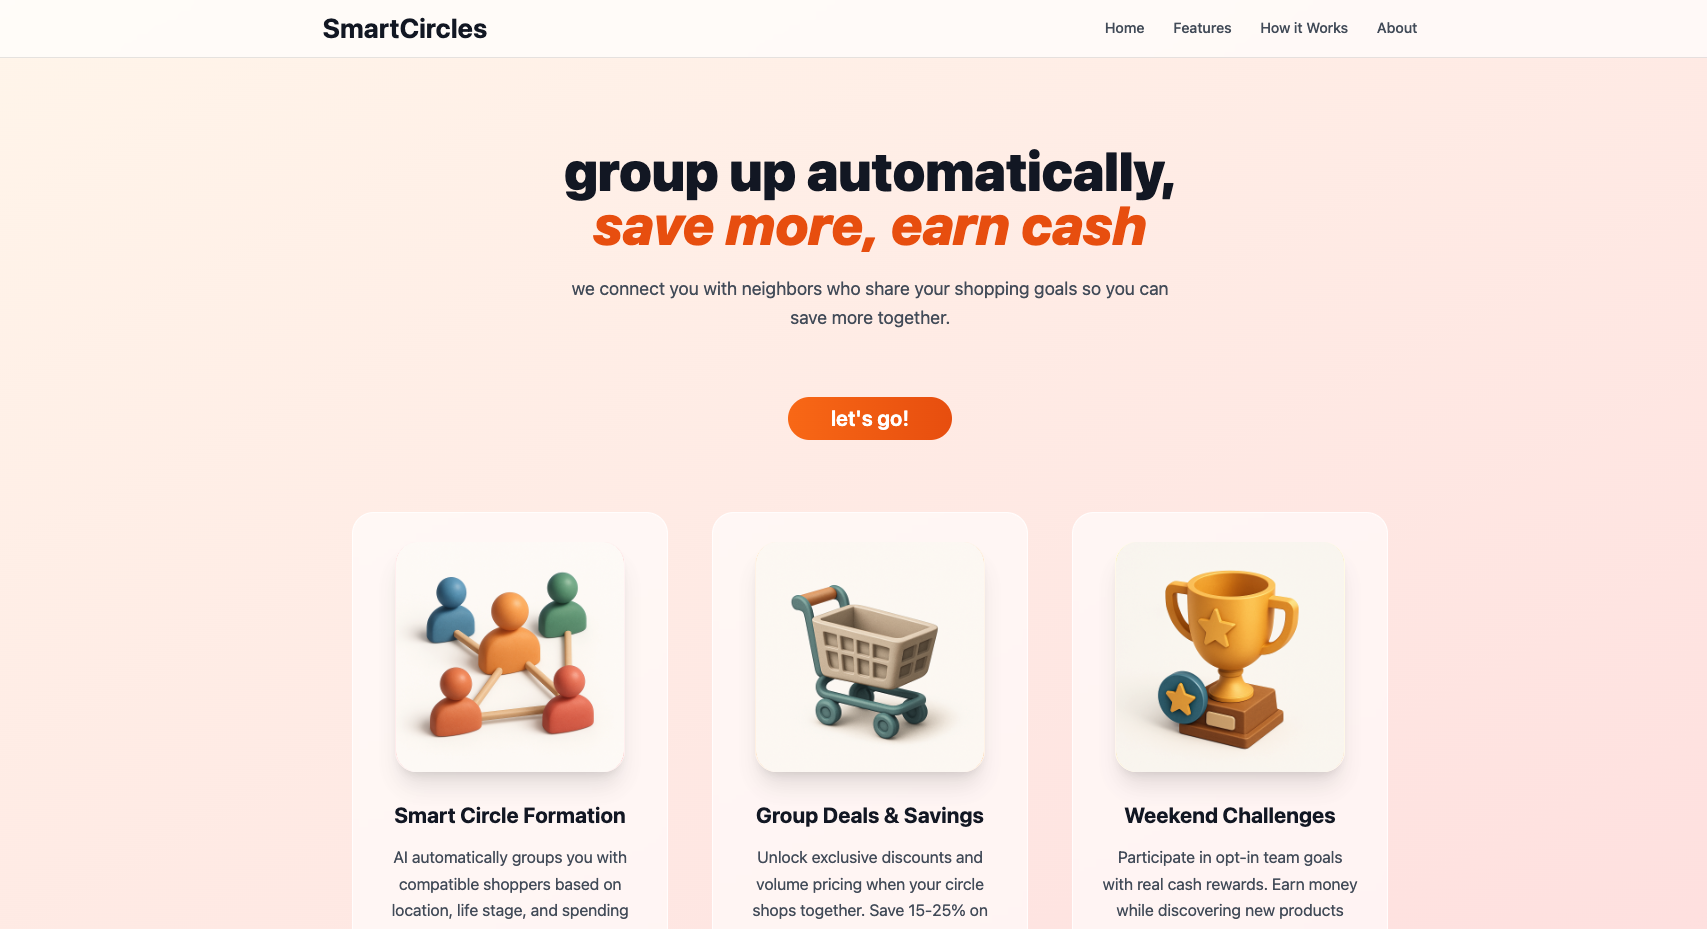 SmartCircles
Home
Features
How it Works
About
group up automatically,
save more, earn cash
we connect you with neighbors who share your shopping goals so you can
save more together.
let's go!
Smart Circle Formation
AI automatically groups you with
compatible shoppers based on
location, life stage, and spending
Group Deals & Savings
Unlock exclusive discounts and
volume pricing when your circle
shops together. Save 15-25% on
Weekend Challenges
Participate in opt-in team goals
with real cash rewards. Earn money
while discovering new products